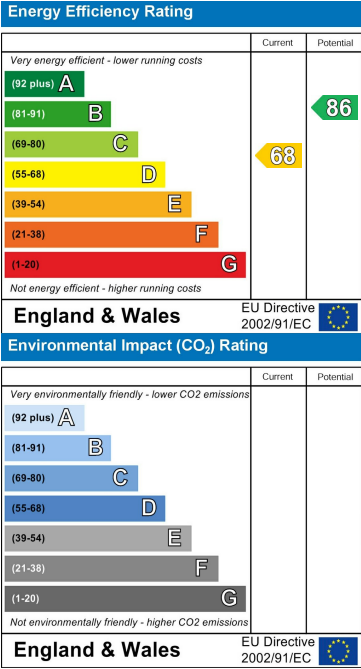 Energy Efficiency Rating
Current Potential
Very energy efficient - lower running costs
(92 plus) A
(81-91) B
86
(69-80) C
68
(55-68) D
(39-54) E
(21-38) F
(1-20) G
Not energy efficient - higher running costs
England & Wales
EU Directive
2002/91/EC
Environmental Impact (CO2) Rating
Current Potential
Very environmentally friendly - lower CO2 emissions
(92 plus) A
(81-91) B
(69-80) C
(55-68) D
(39-54) E
(21-38) F
(1-20) G
Not environmentally friendly - higher CO2 emissions
England & Wales
EU Directive
2002/91/EC